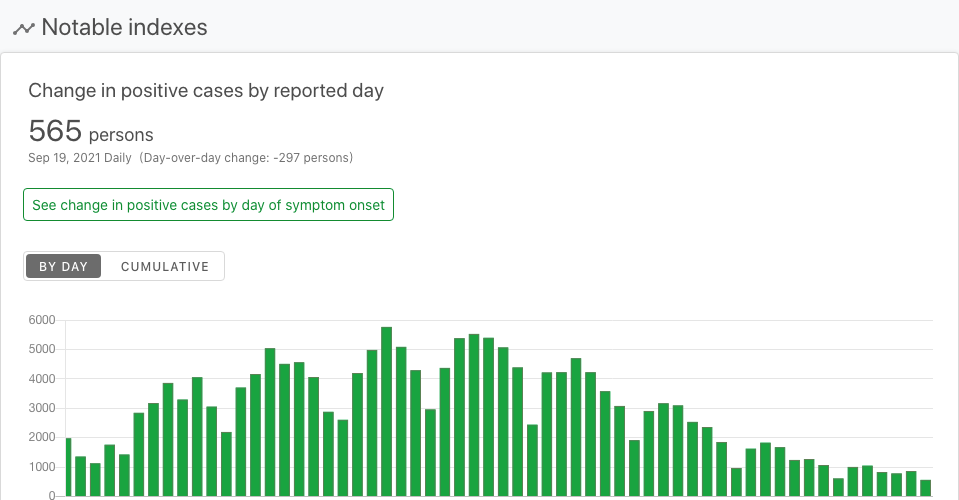 Notable indexes
Change in positive cases by reported day
565 persons
Sep 19, 2021 Daily (Day-over-day change: -297 persons)
See change in positive cases by day of symptom onset
BY DAY CUMULATIVE
6000
5000
4000
3000
2000
1000
0